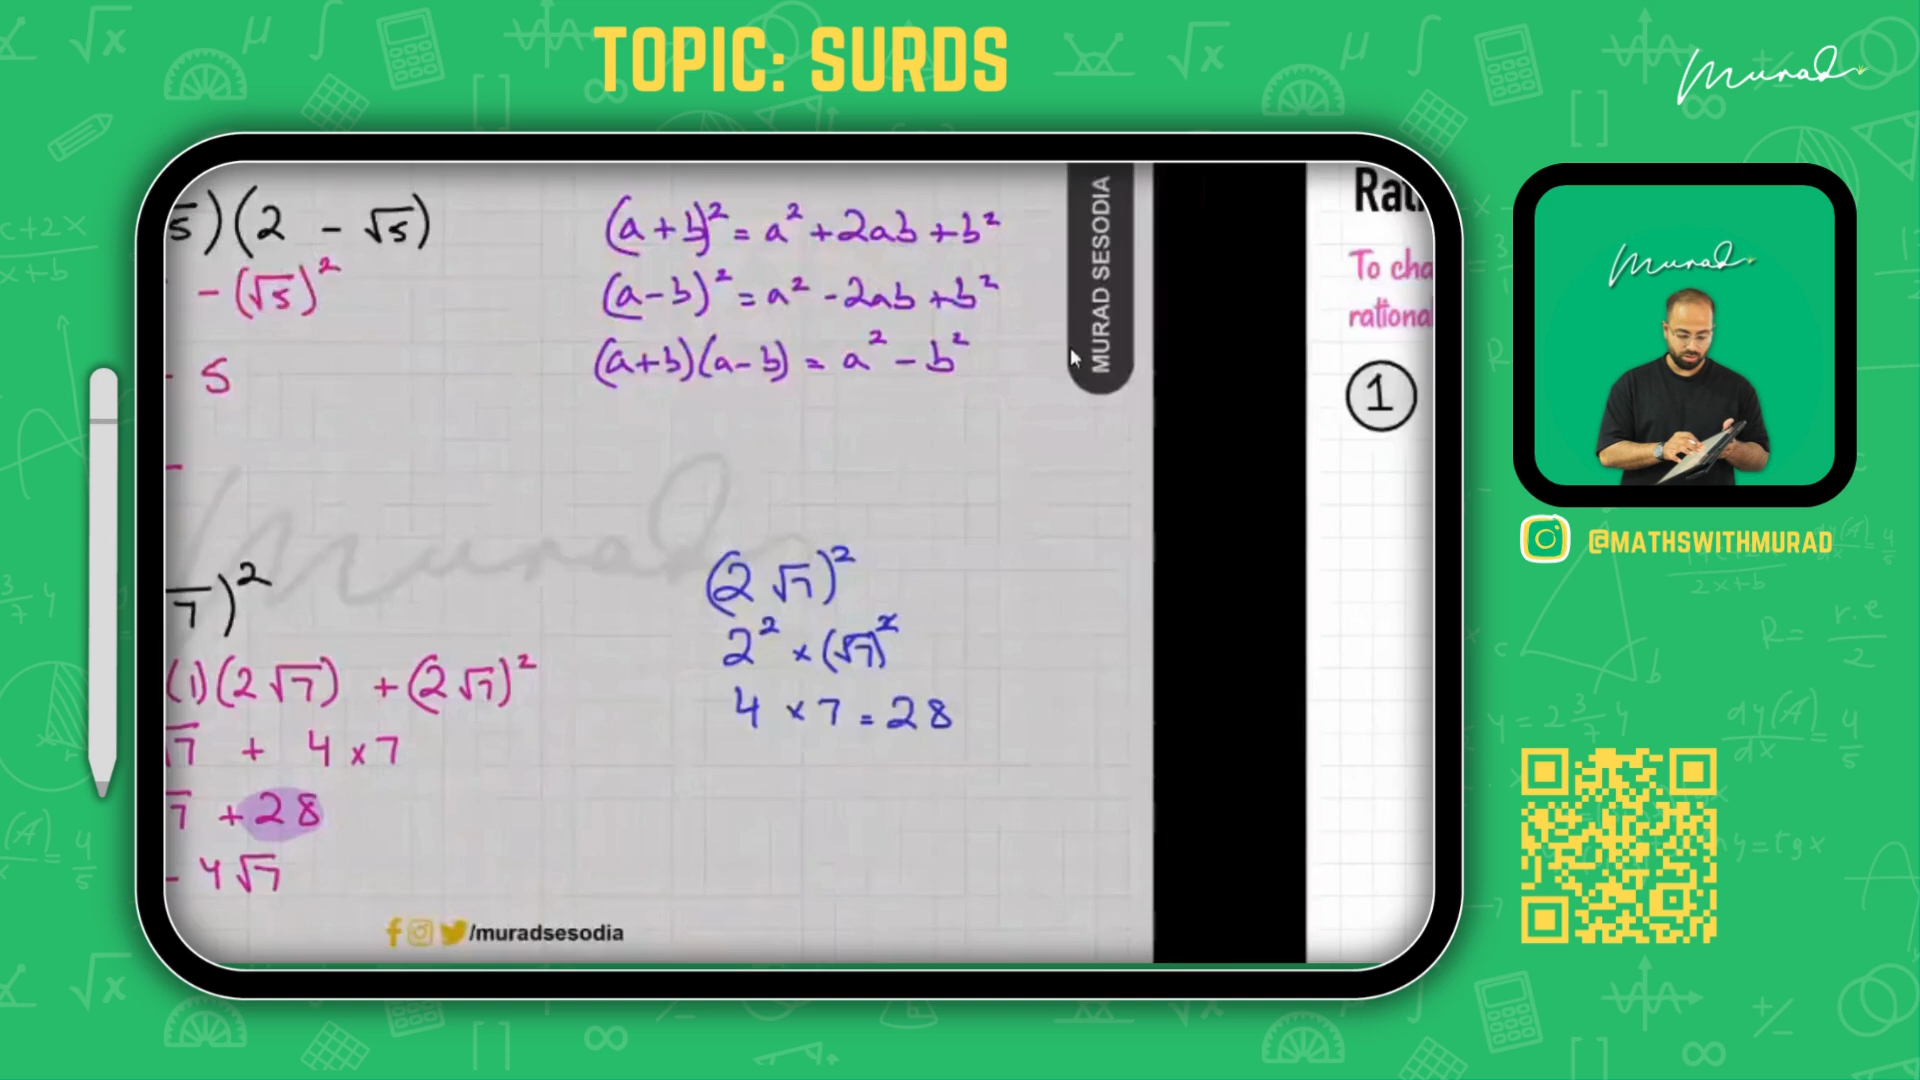 TOPIC: SURDS
Murad
5)(2 - √5)
- (√5)²
- 5
(a+b)² = a² + 2ab + b²
(a-b)² = a² - 2ab + b²
(a+b)(a-b) = a² - b²
MURAD SESODIA
Murad
7)²
(1)(2√7) + (2√7)²
√7 + 4 × 7
7 + 28
- 4√7
(2√7)²
2² × (√7)²
4 × 7 = 28
/muradsesodia
Rat
To cha
rational
1
Murad
@MATHSWITHMURAD